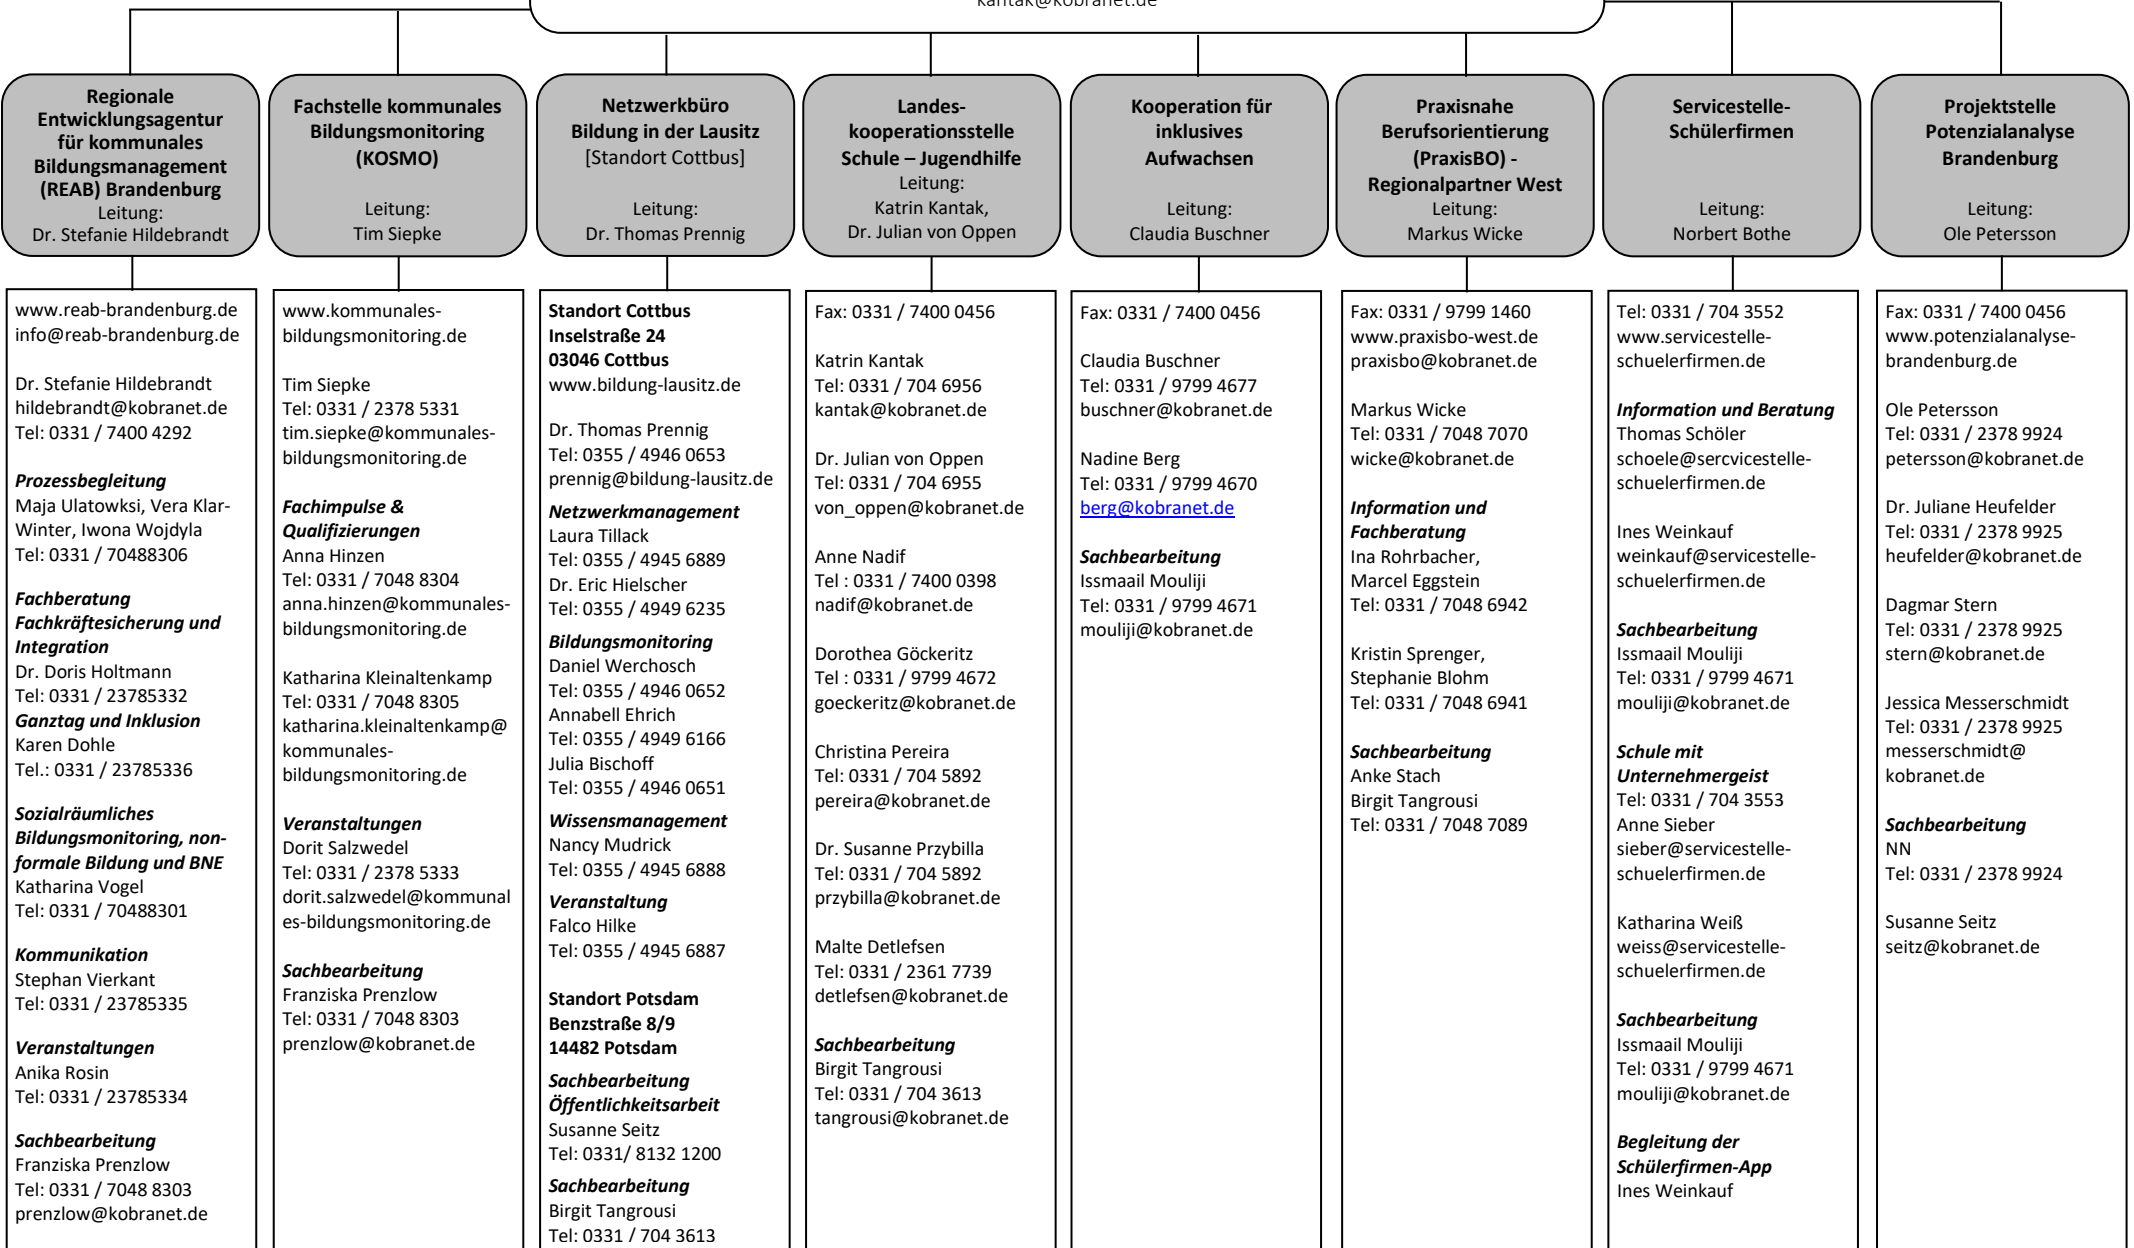 kantak@kobranet.de
Regionale
Entwicklungsagentur
für kommunales
Bildungsmanagement
(REAB) Brandenburg
Leitung:
Dr. Stefanie Hildebrandt
Fachstelle kommunales
Bildungsmonitoring
(KOSMO)
Leitung:
Tim Siepke
Netzwerkbüro
Bildung in der Lausitz
[Standort Cottbus]
Leitung:
Dr. Thomas Prennig
Landes-
kooperationsstelle
Schule – Jugendhilfe
Leitung:
Katrin Kantak,
Dr. Julian von Oppen
Kooperation für
inklusives
Aufwachsen
Leitung:
Claudia Buschner
Praxisnahe
Berufsorientierung
(PraxisBO) -
Regionalpartner West
Leitung:
Markus Wicke
Servicestelle-
Schülerfirmen
Leitung:
Norbert Bothe
Projektstelle
Potenzialanalyse
Brandenburg
Leitung:
Ole Petersson
www.reab-brandenburg.de
info@reab-brandenburg.de
Dr. Stefanie Hildebrandt
hildebrandt@kobranet.de
Tel: 0331 / 7400 4292
Prozessbegleitung
Maja Ulatowksi, Vera Klar-
Winter, Iwona Wojdyla
Tel: 0331 / 70488306
Fachberatung
Fachkräftesicherung und
Integration
Dr. Doris Holtmann
Tel: 0331 / 23785332
Ganztag und Inklusion
Karen Dohle
Tel.: 0331 / 23785336
Sozialräumliches
Bildungsmonitoring, non-
formale Bildung und BNE
Katharina Vogel
Tel: 0331 / 70488301
Kommunikation
Stephan Vierkant
Tel: 0331 / 23785335
Veranstaltungen
Anika Rosin
Tel: 0331 / 23785334
Sachbearbeitung
Franziska Prenzlow
Tel: 0331 / 7048 8303
prenzlow@kobranet.de
www.kommunales-
bildungsmonitoring.de
Tim Siepke
Tel: 0331 / 2378 5331
tim.siepke@kommunales-
bildungsmonitoring.de
Fachimpulse &
Qualifizierungen
Anna Hinzen
Tel: 0331 / 7048 8304
anna.hinzen@kommunales-
bildungsmonitoring.de
Katharina Kleinaltenkamp
Tel: 0331 / 7048 8305
katharina.kleinaltenkamp@
kommunales-
bildungsmonitoring.de
Veranstaltungen
Dorit Salzwedel
Tel: 0331 / 2378 5333
dorit.salzwedel@kommunal
es-bildungsmonitoring.de
Sachbearbeitung
Franziska Prenzlow
Tel: 0331 / 7048 8303
prenzlow@kobranet.de
Standort Cottbus
Inselstraße 24
03046 Cottbus
www.bildung-lausitz.de
Dr. Thomas Prennig
Tel: 0355 / 4946 0653
prennig@bildung-lausitz.de
Netzwerkmanagement
Laura Tillack
Tel: 0355 / 4945 6889
Dr. Eric Hielscher
Tel: 0355 / 4949 6235
Bildungsmonitoring
Daniel Werchosch
Tel: 0355 / 4946 0652
Annabell Ehrich
Tel: 0355 / 4949 6166
Julia Bischoff
Tel: 0355 / 4946 0651
Wissensmanagement
Nancy Mudrick
Tel: 0355 / 4945 6888
Veranstaltung
Falco Hilke
Tel: 0355 / 4945 6887
Standort Potsdam
Benzstraße 8/9
14482 Potsdam
Sachbearbeitung
Öffentlichkeitsarbeit
Susanne Seitz
Tel: 0331/ 8132 1200
Sachbearbeitung
Birgit Tangrousi
Tel: 0331 / 704 3613
Fax: 0331 / 7400 0456
Katrin Kantak
Tel: 0331 / 704 6956
kantak@kobranet.de
Dr. Julian von Oppen
Tel: 0331 / 704 6955
von_oppen@kobranet.de
Anne Nadif
Tel : 0331 / 7400 0398
nadif@kobranet.de
Dorothea Göckeritz
Tel : 0331 / 9799 4672
goeckeritz@kobranet.de
Christina Pereira
Tel: 0331 / 704 5892
pereira@kobranet.de
Dr. Susanne Przybilla
Tel: 0331 / 704 5892
przybilla@kobranet.de
Malte Detlefsen
Tel: 0331 / 2361 7739
detlefsen@kobranet.de
Sachbearbeitung
Birgit Tangrousi
Tel: 0331 / 704 3613
tangrousi@kobranet.de
Fax: 0331 / 7400 0456
Claudia Buschner
Tel: 0331 / 9799 4677
buschner@kobranet.de
Nadine Berg
Tel: 0331 / 9799 4670
berg@kobranet.de
Sachbearbeitung
Issmaail Mouliji
Tel: 0331 / 9799 4671
mouliji@kobranet.de
Fax: 0331 / 9799 1460
www.praxisbo-west.de
praxisbo@kobranet.de
Markus Wicke
Tel: 0331 / 7048 7070
wicke@kobranet.de
Information und
Fachberatung
Ina Rohrbacher,
Marcel Eggstein
Tel: 0331 / 7048 6942
Kristin Sprenger,
Stephanie Blohm
Tel: 0331 / 7048 6941
Sachbearbeitung
Anke Stach
Birgit Tangrousi
Tel: 0331 / 7048 7089
Tel: 0331 / 704 3552
www.servicestelle-
schuelerfirmen.de
Information und Beratung
Thomas Schöler
schoele@sercvicestelle-
schuelerfirmen.de
Ines Weinkauf
weinkauf@servicestelle-
schuelerfirmen.de
Sachbearbeitung
Issmaail Mouliji
Tel: 0331 / 9799 4671
mouliji@kobranet.de
Schule mit
Unternehmergeist
Tel: 0331 / 704 3553
Anne Sieber
sieber@servicestelle-
schuelerfirmen.de
Katharina Weiß
weiss@servicestelle-
schuelerfirmen.de
Sachbearbeitung
Issmaail Mouliji
Tel: 0331 / 9799 4671
mouliji@kobranet.de
Begleitung der
Schülerfirmen-App
Ines Weinkauf
Fax: 0331 / 7400 0456
www.potenzialanalyse-
brandenburg.de
Ole Petersson
Tel: 0331 / 2378 9924
petersson@kobranet.de
Dr. Juliane Heufelder
Tel: 0331 / 2378 9925
heufelder@kobranet.de
Dagmar Stern
Tel: 0331 / 2378 9925
stern@kobranet.de
Jessica Messerschmidt
Tel: 0331 / 2378 9925
messerschmidt@
kobranet.de
Sachbearbeitung
NN
Tel: 0331 / 2378 9924
Susanne Seitz
seitz@kobranet.de